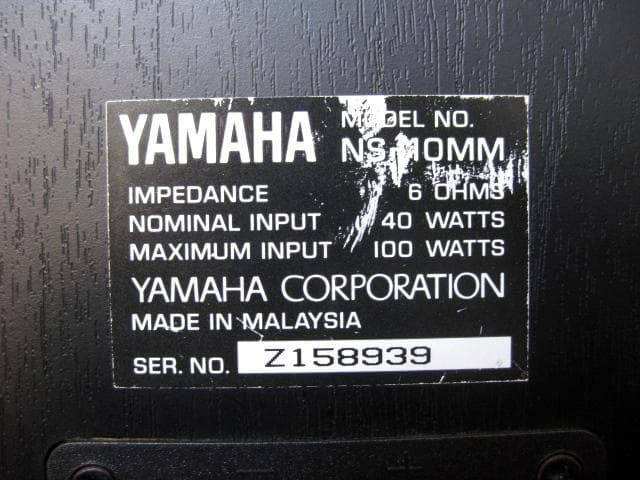 YAMAHA
MODEL NO.
NS-10MM
IMPEDANCE 6 OHMS
NOMINAL INPUT 40 WATTS
MAXIMUM INPUT 100 WATTS
YAMAHA CORPORATION
MADE IN MALAYSIA
SER. NO. Z158939